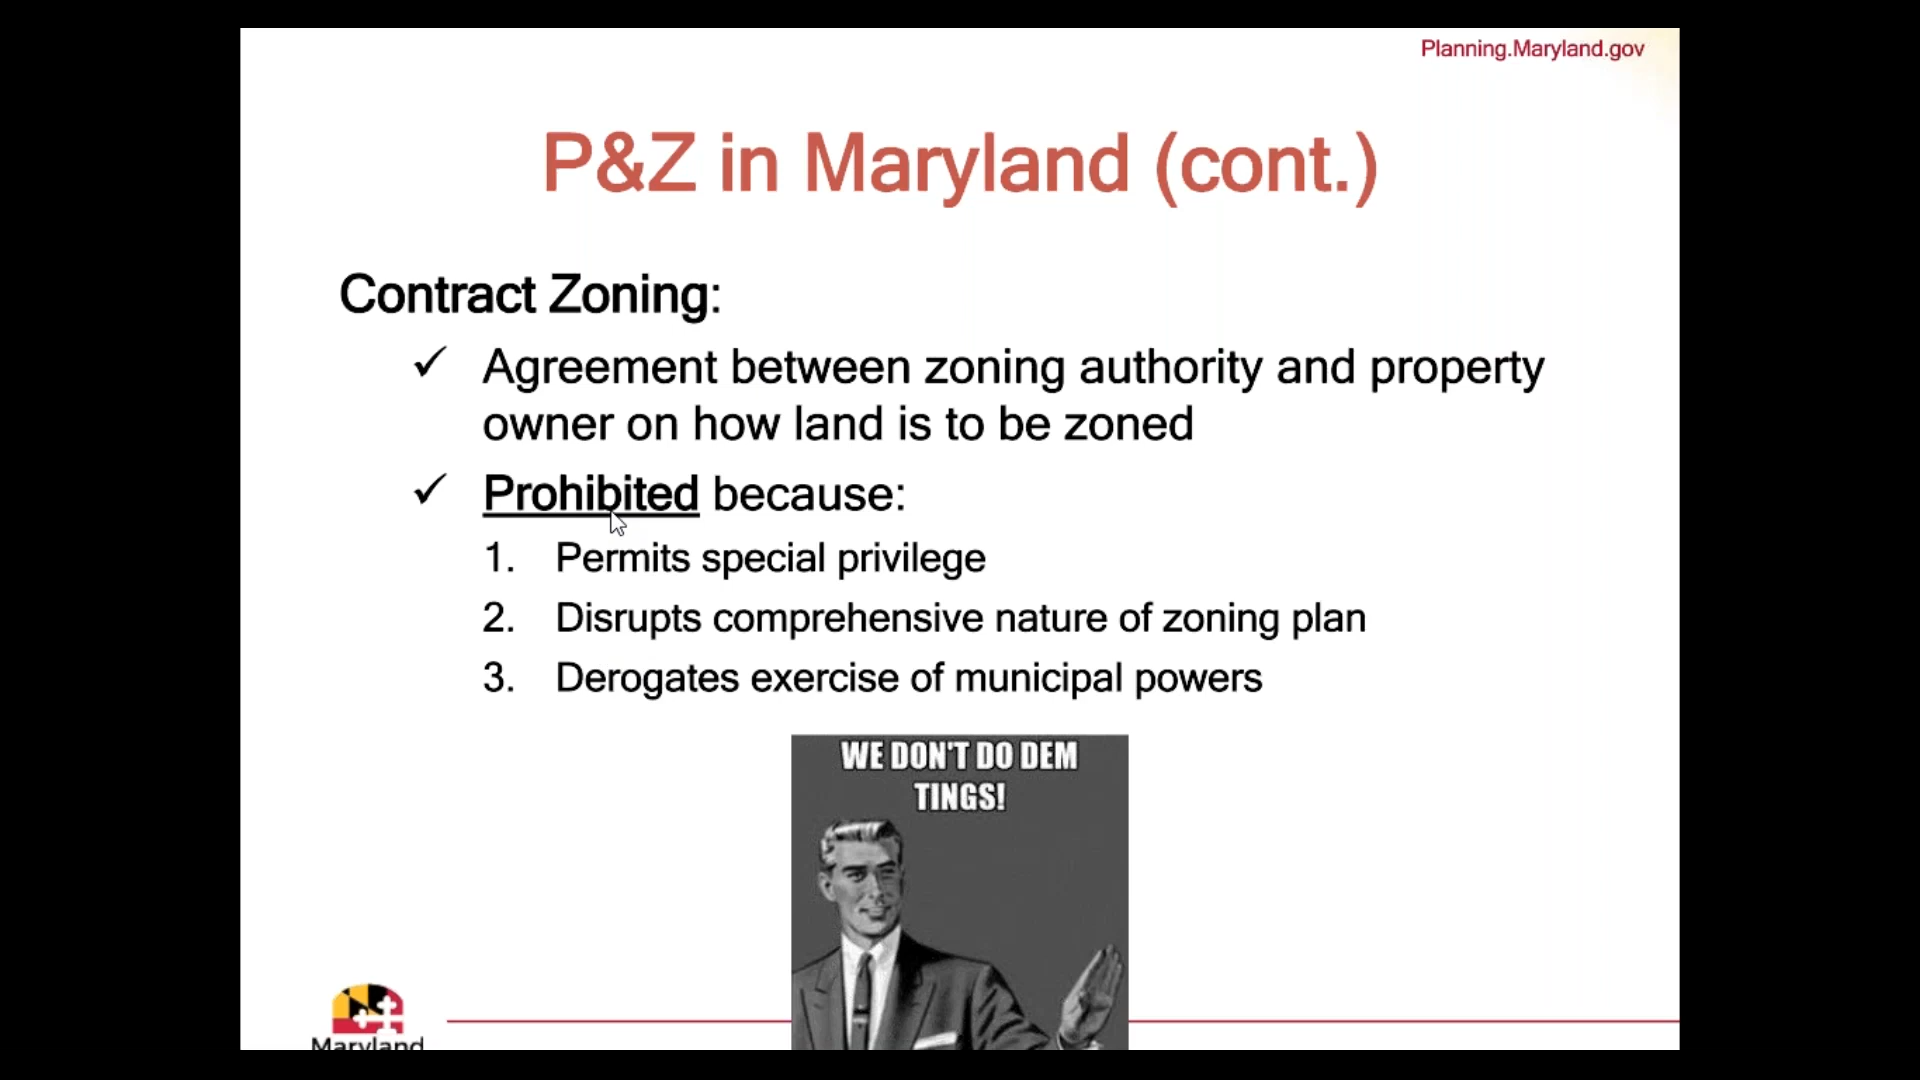 Planning.Maryland.gov
P&Z in Maryland (cont.)
Contract Zoning:
✓ Agreement between zoning authority and property
owner on how land is to be zoned
✓ Prohibited because:
1. Permits special privilege
2. Disrupts comprehensive nature of zoning plan
3. Derogates exercise of municipal powers
WE DON'T DO DEM
TINGS!
Maryland